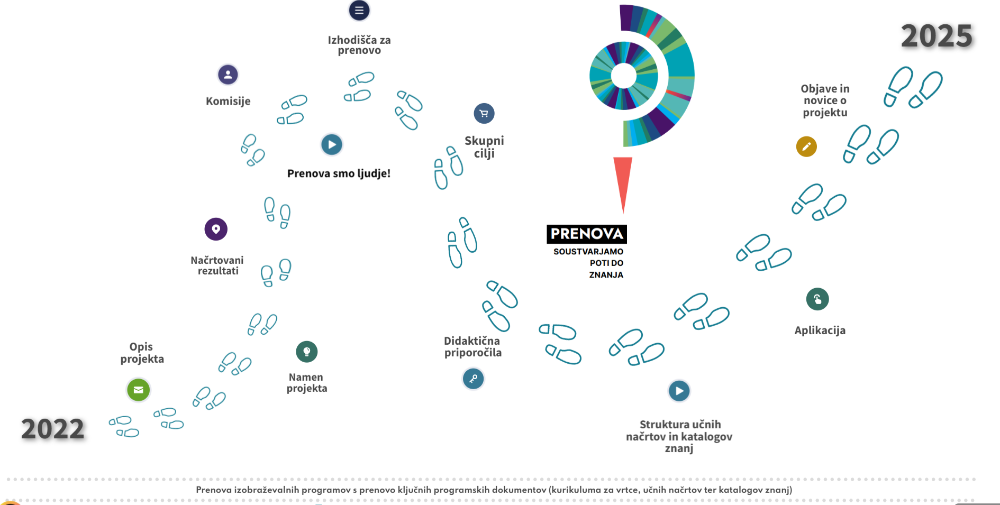 Izhodišča za
prenovo
2025
Komisije
Objave in
novice o
projektu
Skupni
cilji
Prenova smo ljudje!
PRENOVA
SOUSTVARJAMO
POTI DO
ZNANJA
Načrtovani
rezultati
Aplikacija
Opis
projekta
Didaktična
priporočila
Namen
projekta
2022
Struktura učnih
načrtov in katalogov
znanj
Prenova izobraževalnih programov s prenovo ključnih programskih dokumentov (kurikuluma za vrtce, učnih načrtov ter katalogov znanj)